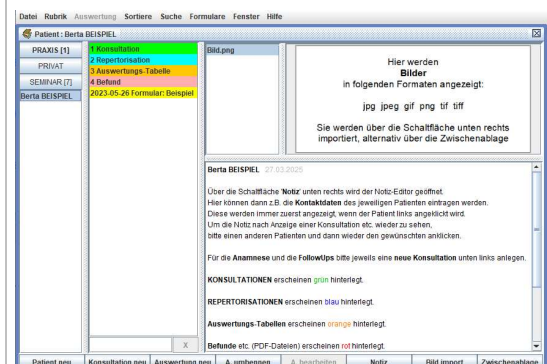 Datei Rubrik Auswertung Sortiere Suche Formulare Fenster Hilfe
Patient : Berta BEISPIEL
PRAXIS [1]
PRIVAT
SEMINAR [7]
Berta BEISPIEL
1 Konsultation
2 Repertorisation
3 Auswertungs-Tabelle
4 Befund
2023-05-26 Formular: Beispiel
X
Bild.png
Hier werden
Bilder
in folgenden Formaten angezeigt:
jpg jpeg gif png tif tiff
Sie werden über die Schaltfläche unten rechts
importiert, alternativ über die Zwischenablage
Berta BEISPIEL 27.03.2025
Über die Schaltfläche 'Notiz' unten rechts wird der Notiz-Editor geöffnet.
Hier können dann z.B. die Kontaktdaten des jeweiligen Patienten eintragen werden.
Diese werden immer zuerst angezeigt, wenn der Patient links angeklickt wird.
Um die Notiz nach Anzeige einer Konsultation etc. wieder zu sehen,
bitte einen anderen Patienten und dann wieder den gewünschten anklicken.
Für die Anamnese und die FollowUps bitte jeweils eine neue Konsultation unten links anlegen.
KONSULTATIONEN erscheinen grün hinterlegt.
REPERTORISATIONEN erscheinen blau hinterlegt.
Auswertungs-Tabellen erscheinen orange hinterlegt.
Befunde etc. (PDF-Dateien) erscheinen rot hinterlegt.
Patient neu Konsultation neu Auswertung neu A. umbennen A. bearbeiten Notiz Bild import Zwischenablage